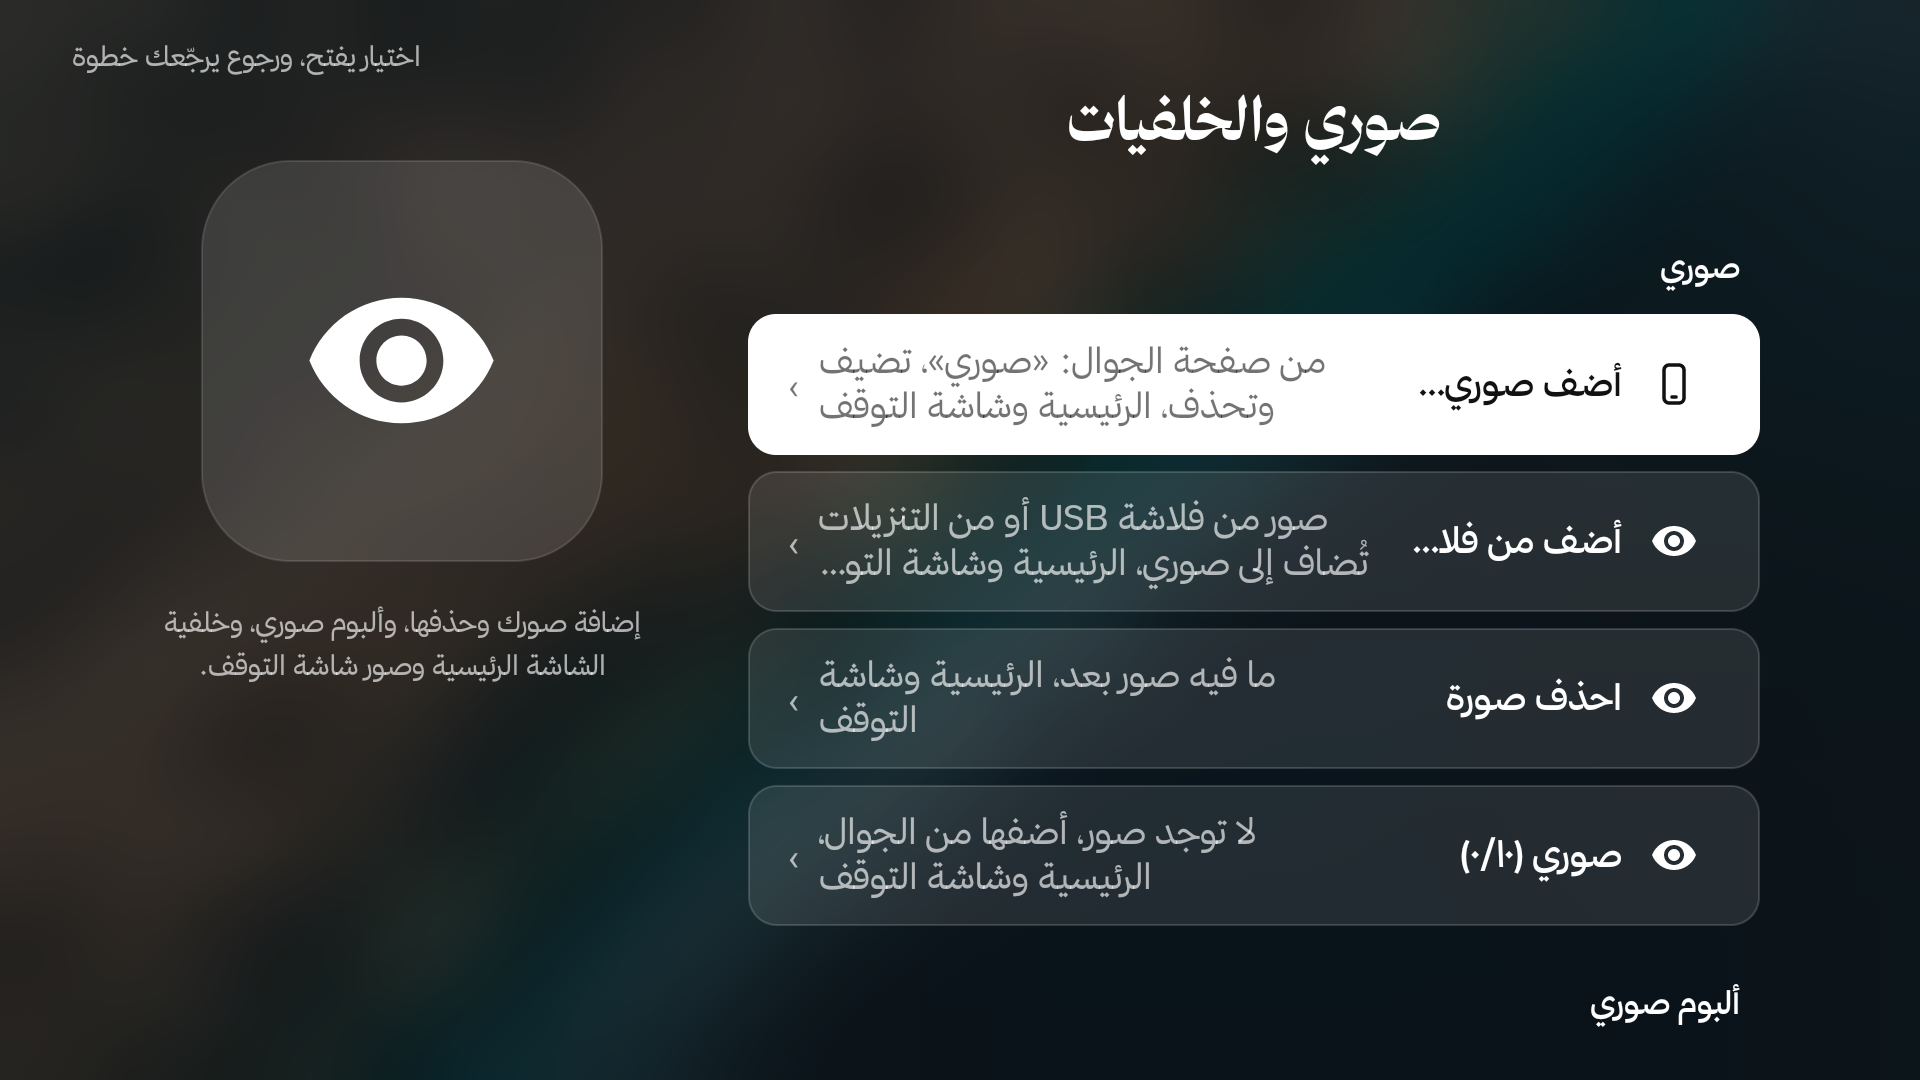 اختيار يفتح، ورجوع يرجّعك خطوة
صوري والخلفيات
صوري
أضف صوري...
من صفحة الجوال: «صوري»، تضيف
وتحذف، الرئيسية وشاشة التوقف
أضف من فلا...
صور من فلاشة USB أو من التنزيلات
تُضاف إلى صوري، الرئيسية وشاشة التو...
احذف صورة
ما فيه صور بعد، الرئيسية وشاشة
التوقف
صوري (٠/١٠)
لا توجد صور، أضفها من الجوال،
الرئيسية وشاشة التوقف
ألبوم صوري
إضافة صورك وحذفها، وألبوم صوري، وخلفية
الشاشة الرئيسية وصور شاشة التوقف.